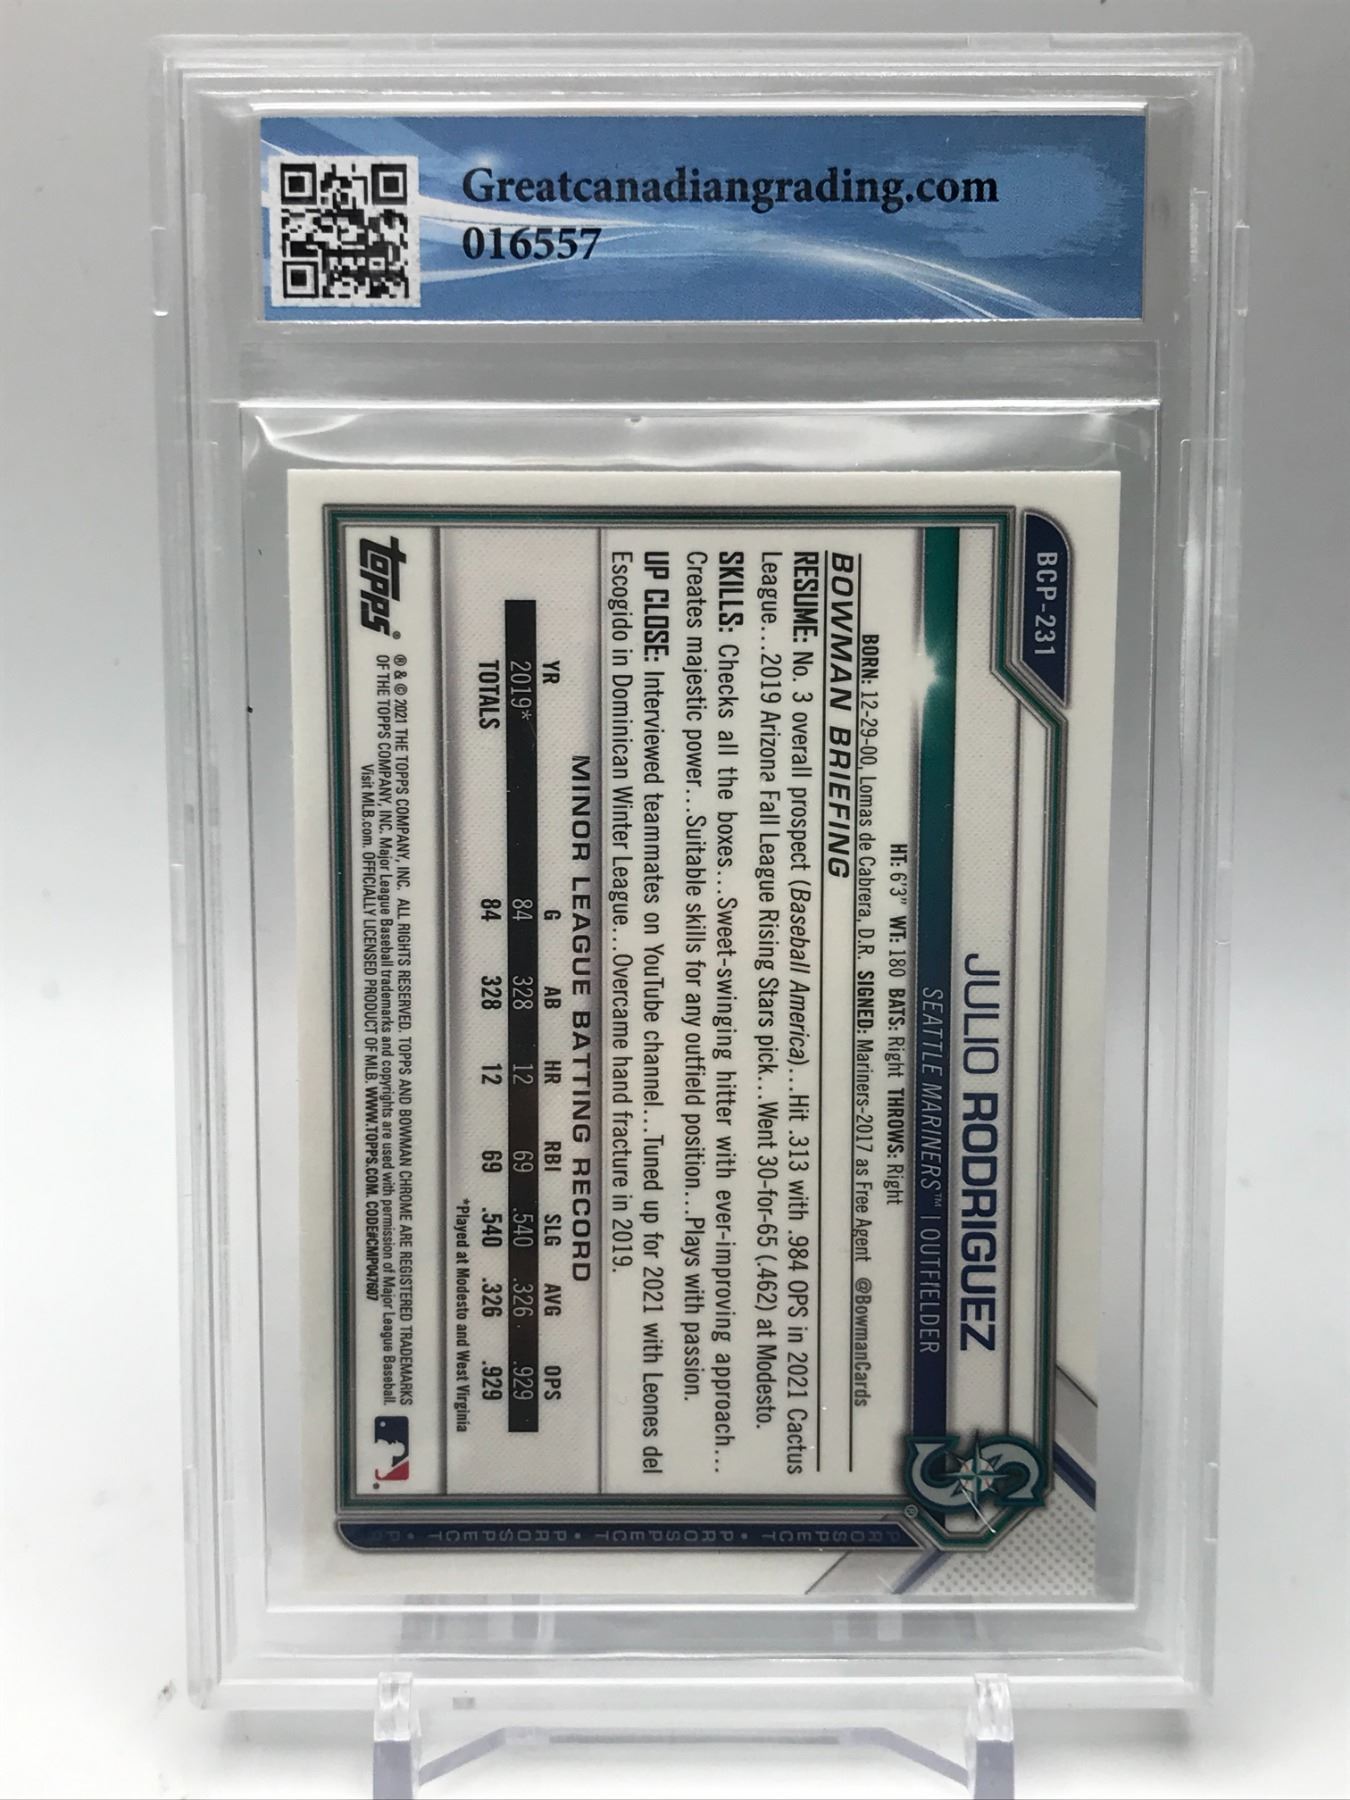 Greatcanadiangrading.com
016557
BCP-231
JULIO RODRIGUEZ
SEATTLE MARINERS™ | OUTFIELDER
HT: 6'3" WT: 180 BATS: Right THROWS: Right
BORN: 12-29-00, Lomas de Cabrera, D.R. SIGNED: Mariners-2017 as Free Agent @BowmanCards
BOWMAN BRIEFING
RESUME: No. 3 overall prospect (Baseball America)...Hit .313 with .984 OPS in 2021 Cactus
League...2019 Arizona Fall League Rising Stars pick...Went 30-for-65 (.462) at Modesto.
SKILLS: Checks all the boxes...Sweet-swinging hitter with ever-improving approach...
Creates majestic power...Suitable skills for any outfield position...Plays with passion.
UP CLOSE: Interviewed teammates on YouTube channel...Tuned up for 2021 with Leones del
Escogido in Dominican Winter League...Overcame hand fracture in 2019.
MINOR LEAGUE BATTING RECORD
YR G AB HR RBI SLG AVG OPS
2019* 84 328 12 69 .540 .326 .929
TOTALS 84 328 12 69 .540 .326 .929
*Played at Modesto and West Virginia
topps®
® & © 2021 THE TOPPS COMPANY, INC. ALL RIGHTS RESERVED. TOPPS AND BOWMAN CHROME ARE REGISTERED TRADEMARKS
OF THE TOPPS COMPANY, INC. Major League Baseball trademarks and copyrights are used with permission of Major League Baseball.
Visit MLB.com. OFFICIALLY LICENSED PRODUCT OF MLB. WWW.TOPPS.COM. CODE#CMP047607
PROSPECT • PROSPECT • PROSPECT • P